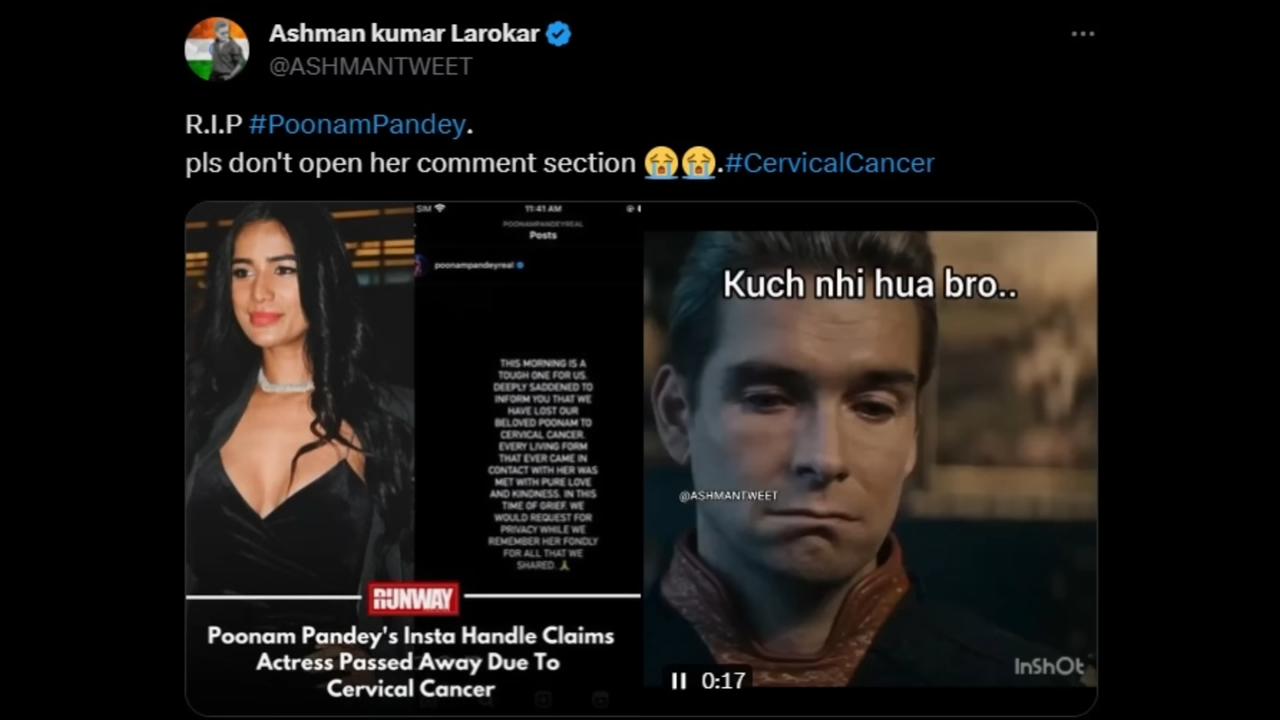 Ashman kumar Larokar
@ASHMANTWEET
R.I.P #PoonamPandey.
pls don't open her comment section 😭😭.#CervicalCancer
SIM 11:41 AM
POONAMPANDEYREAL
Posts
poonampandeyreal
THIS MORNING IS A
TOUGH ONE FOR US.
DEEPLY SADDENED TO
INFORM YOU THAT WE
HAVE LOST OUR
BELOVED POONAM TO
CERVICAL CANCER.
EVERY LIVING FORM
THAT EVER CAME IN
CONTACT WITH HER WAS
MET WITH PURE LOVE
AND KINDNESS. IN THIS
TIME OF GRIEF, WE
WOULD REQUEST FOR
PRIVACY WHILE WE
REMEMBER HER FONDLY
FOR ALL THAT WE
SHARED. 🙏
RUNWAY
Poonam Pandey's Insta Handle Claims
Actress Passed Away Due To
Cervical Cancer
Kuch nhi hua bro..
@ASHMANTWEET
InShOt
0:17